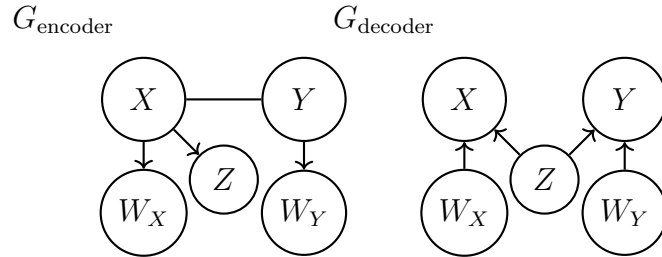 G_encoder G_decoder
X Y X Y
Z Z
W_X W_Y W_X W_Y